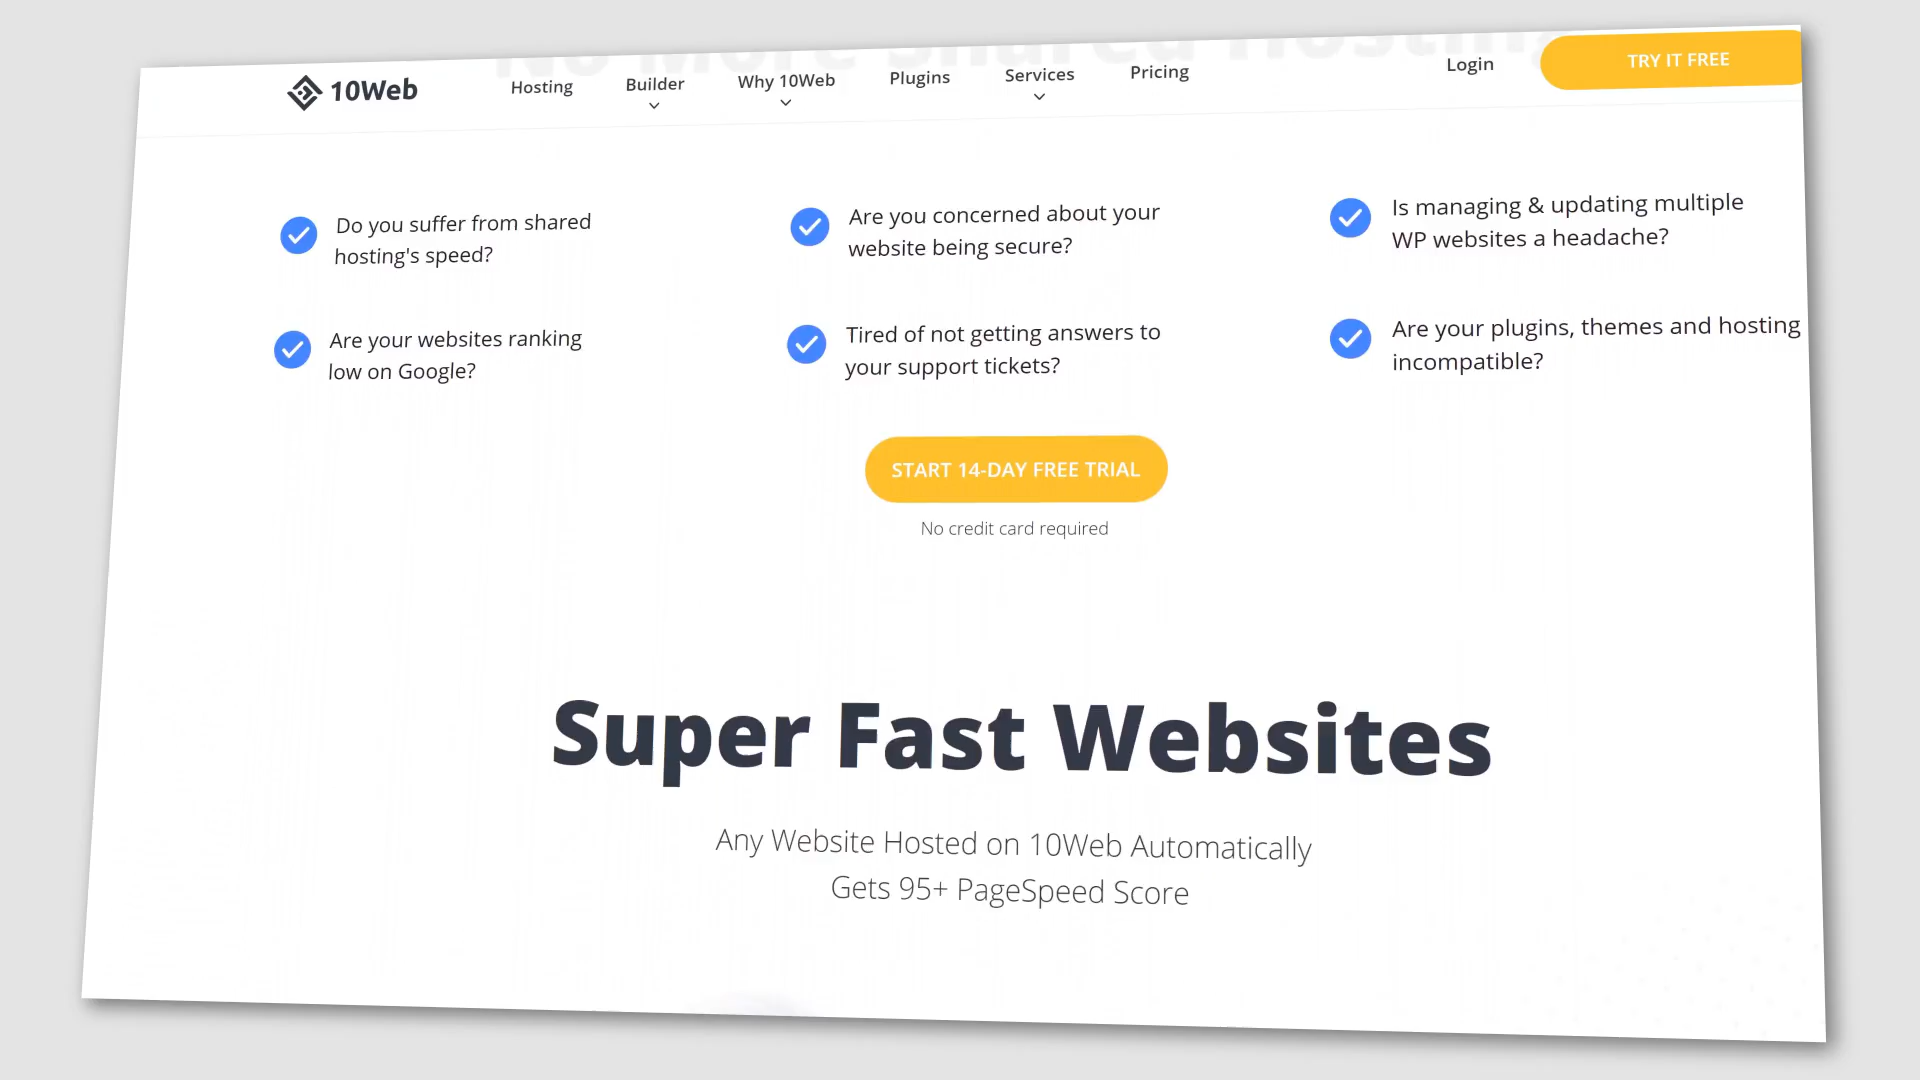 No More Shared Hosting
10Web
Hosting
Builder
Why 10Web
Plugins
Services
Pricing
Login
TRY IT FREE
Do you suffer from shared
hosting's speed?
Are you concerned about your
website being secure?
Is managing & updating multiple
WP websites a headache?
Are your websites ranking
low on Google?
Tired of not getting answers to
your support tickets?
Are your plugins, themes and hosting
incompatible?
START 14-DAY FREE TRIAL
No credit card required
Super Fast Websites
Any Website Hosted on 10Web Automatically
Gets 95+ PageSpeed Score